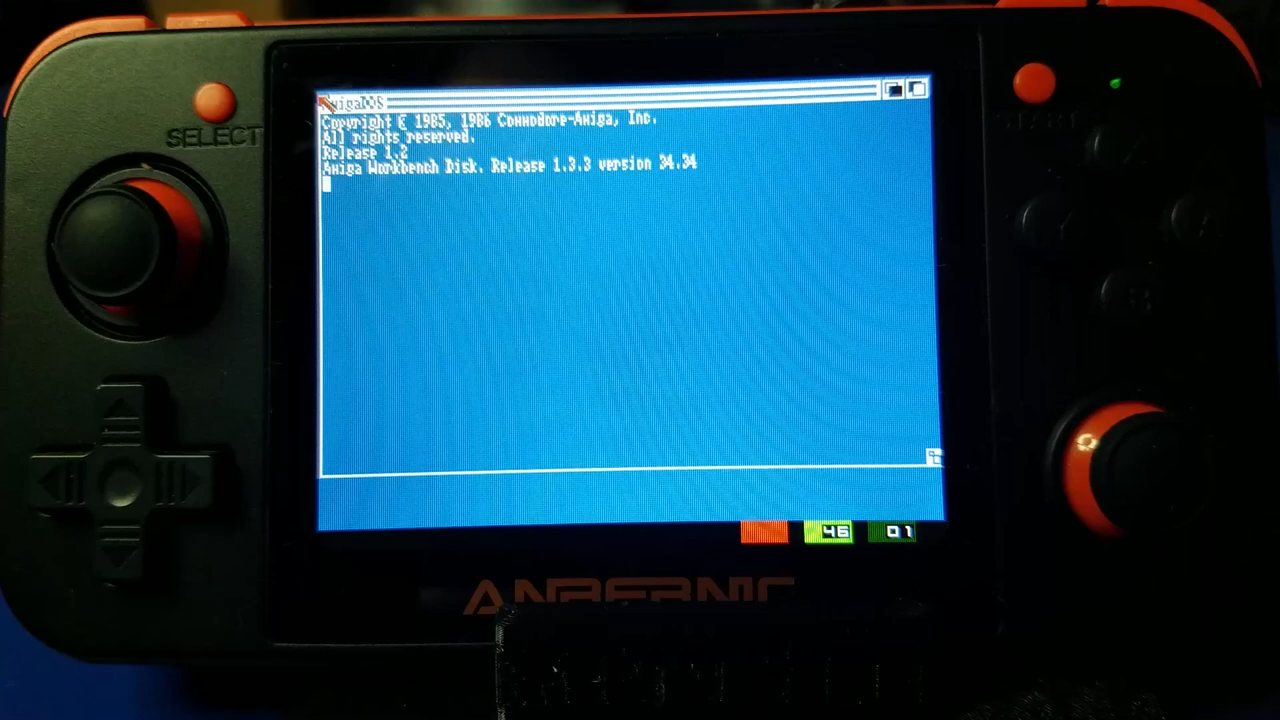 SELECT
START
AmigaDOS
Copyright © 1985, 1986 Commodore-Amiga, Inc.
All rights reserved.
Release 1.2
Amiga Workbench Disk. Release 1.3.3 version 34.34
Y
A
B
46
01
ANBERNIC